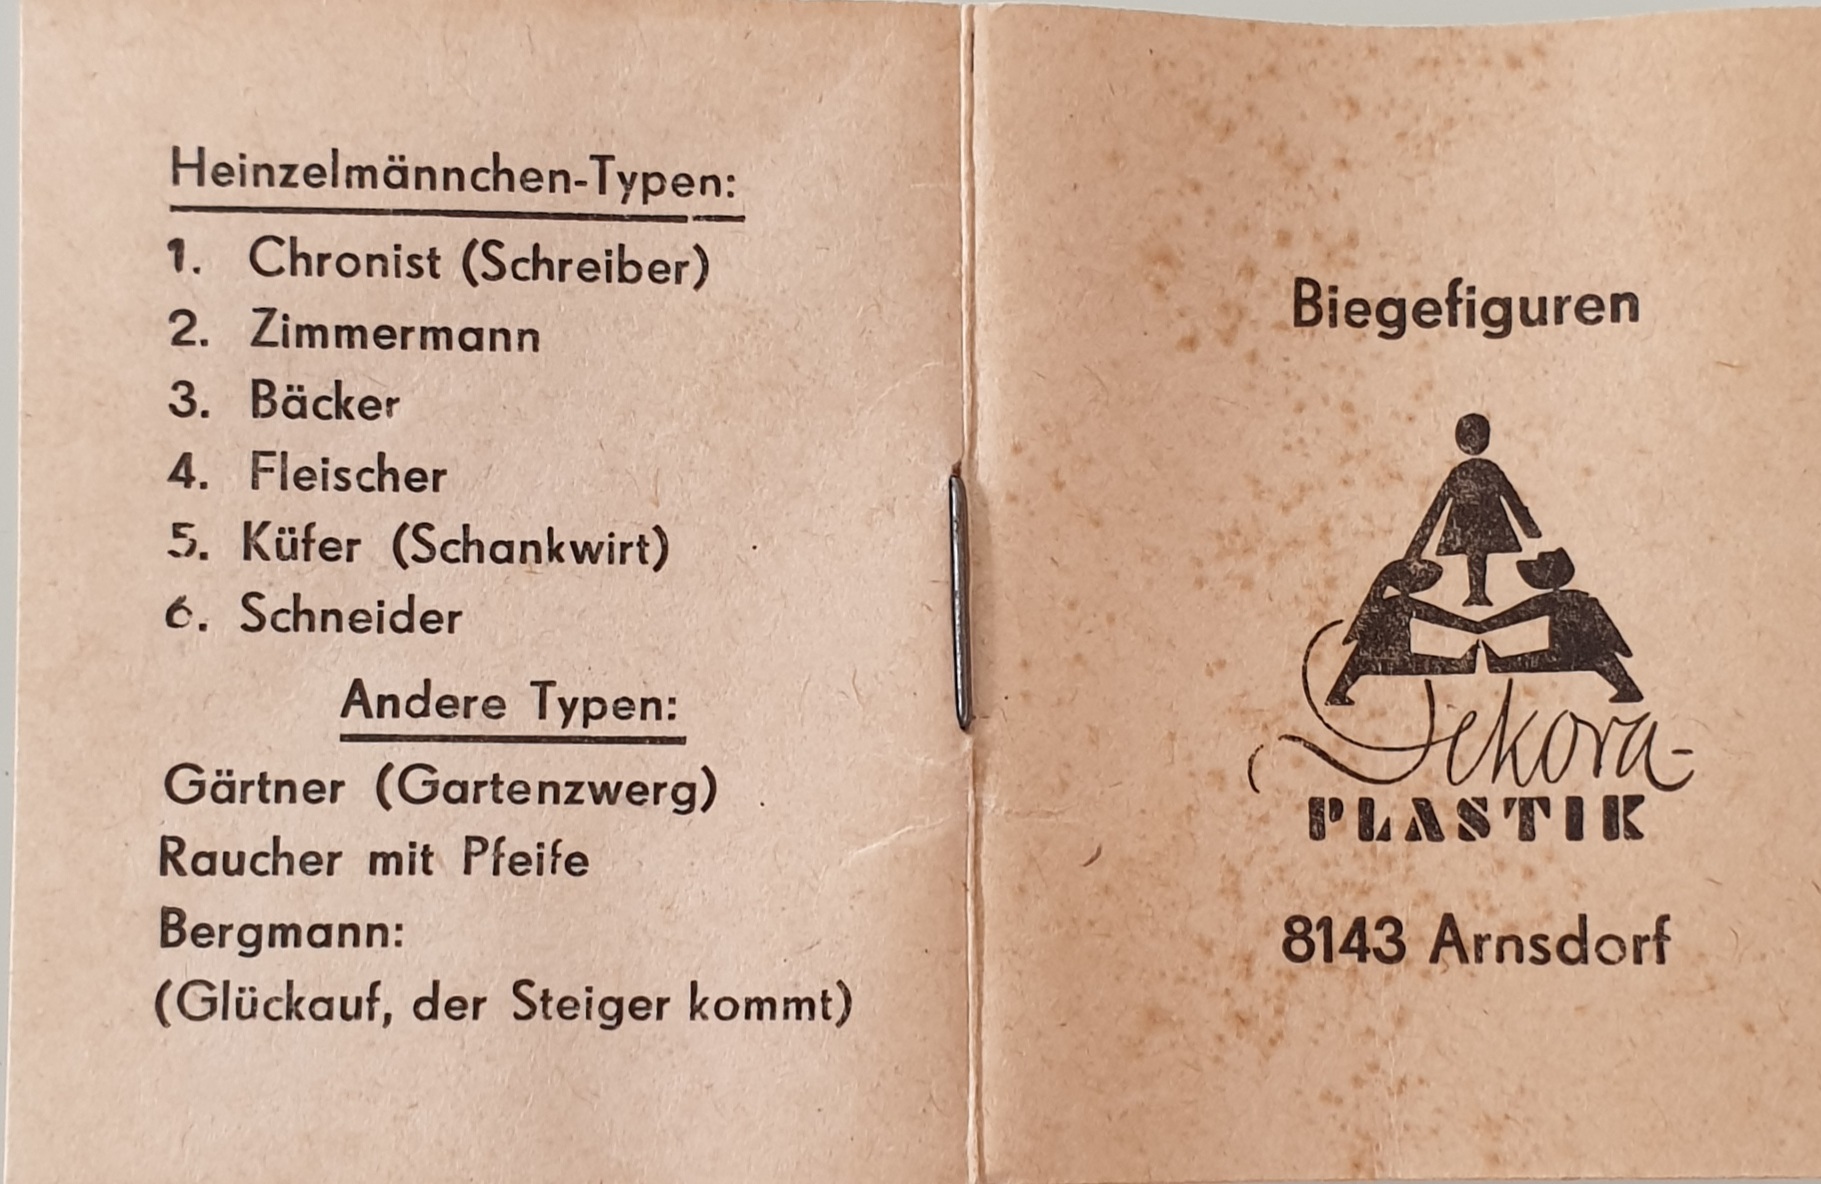 Heinzelmännchen-Typen:
1. Chronist (Schreiber)
2. Zimmermann
3. Bäcker
4. Fleischer
5. Küfer (Schankwirt)
6. Schneider
Andere Typen:
Gärtner (Gartenzwerg)
Raucher mit Pfeife
Bergmann:
(Glückauf, der Steiger kommt)
Biegefiguren
Dekora-
PLASTIK
8143 Arnsdorf